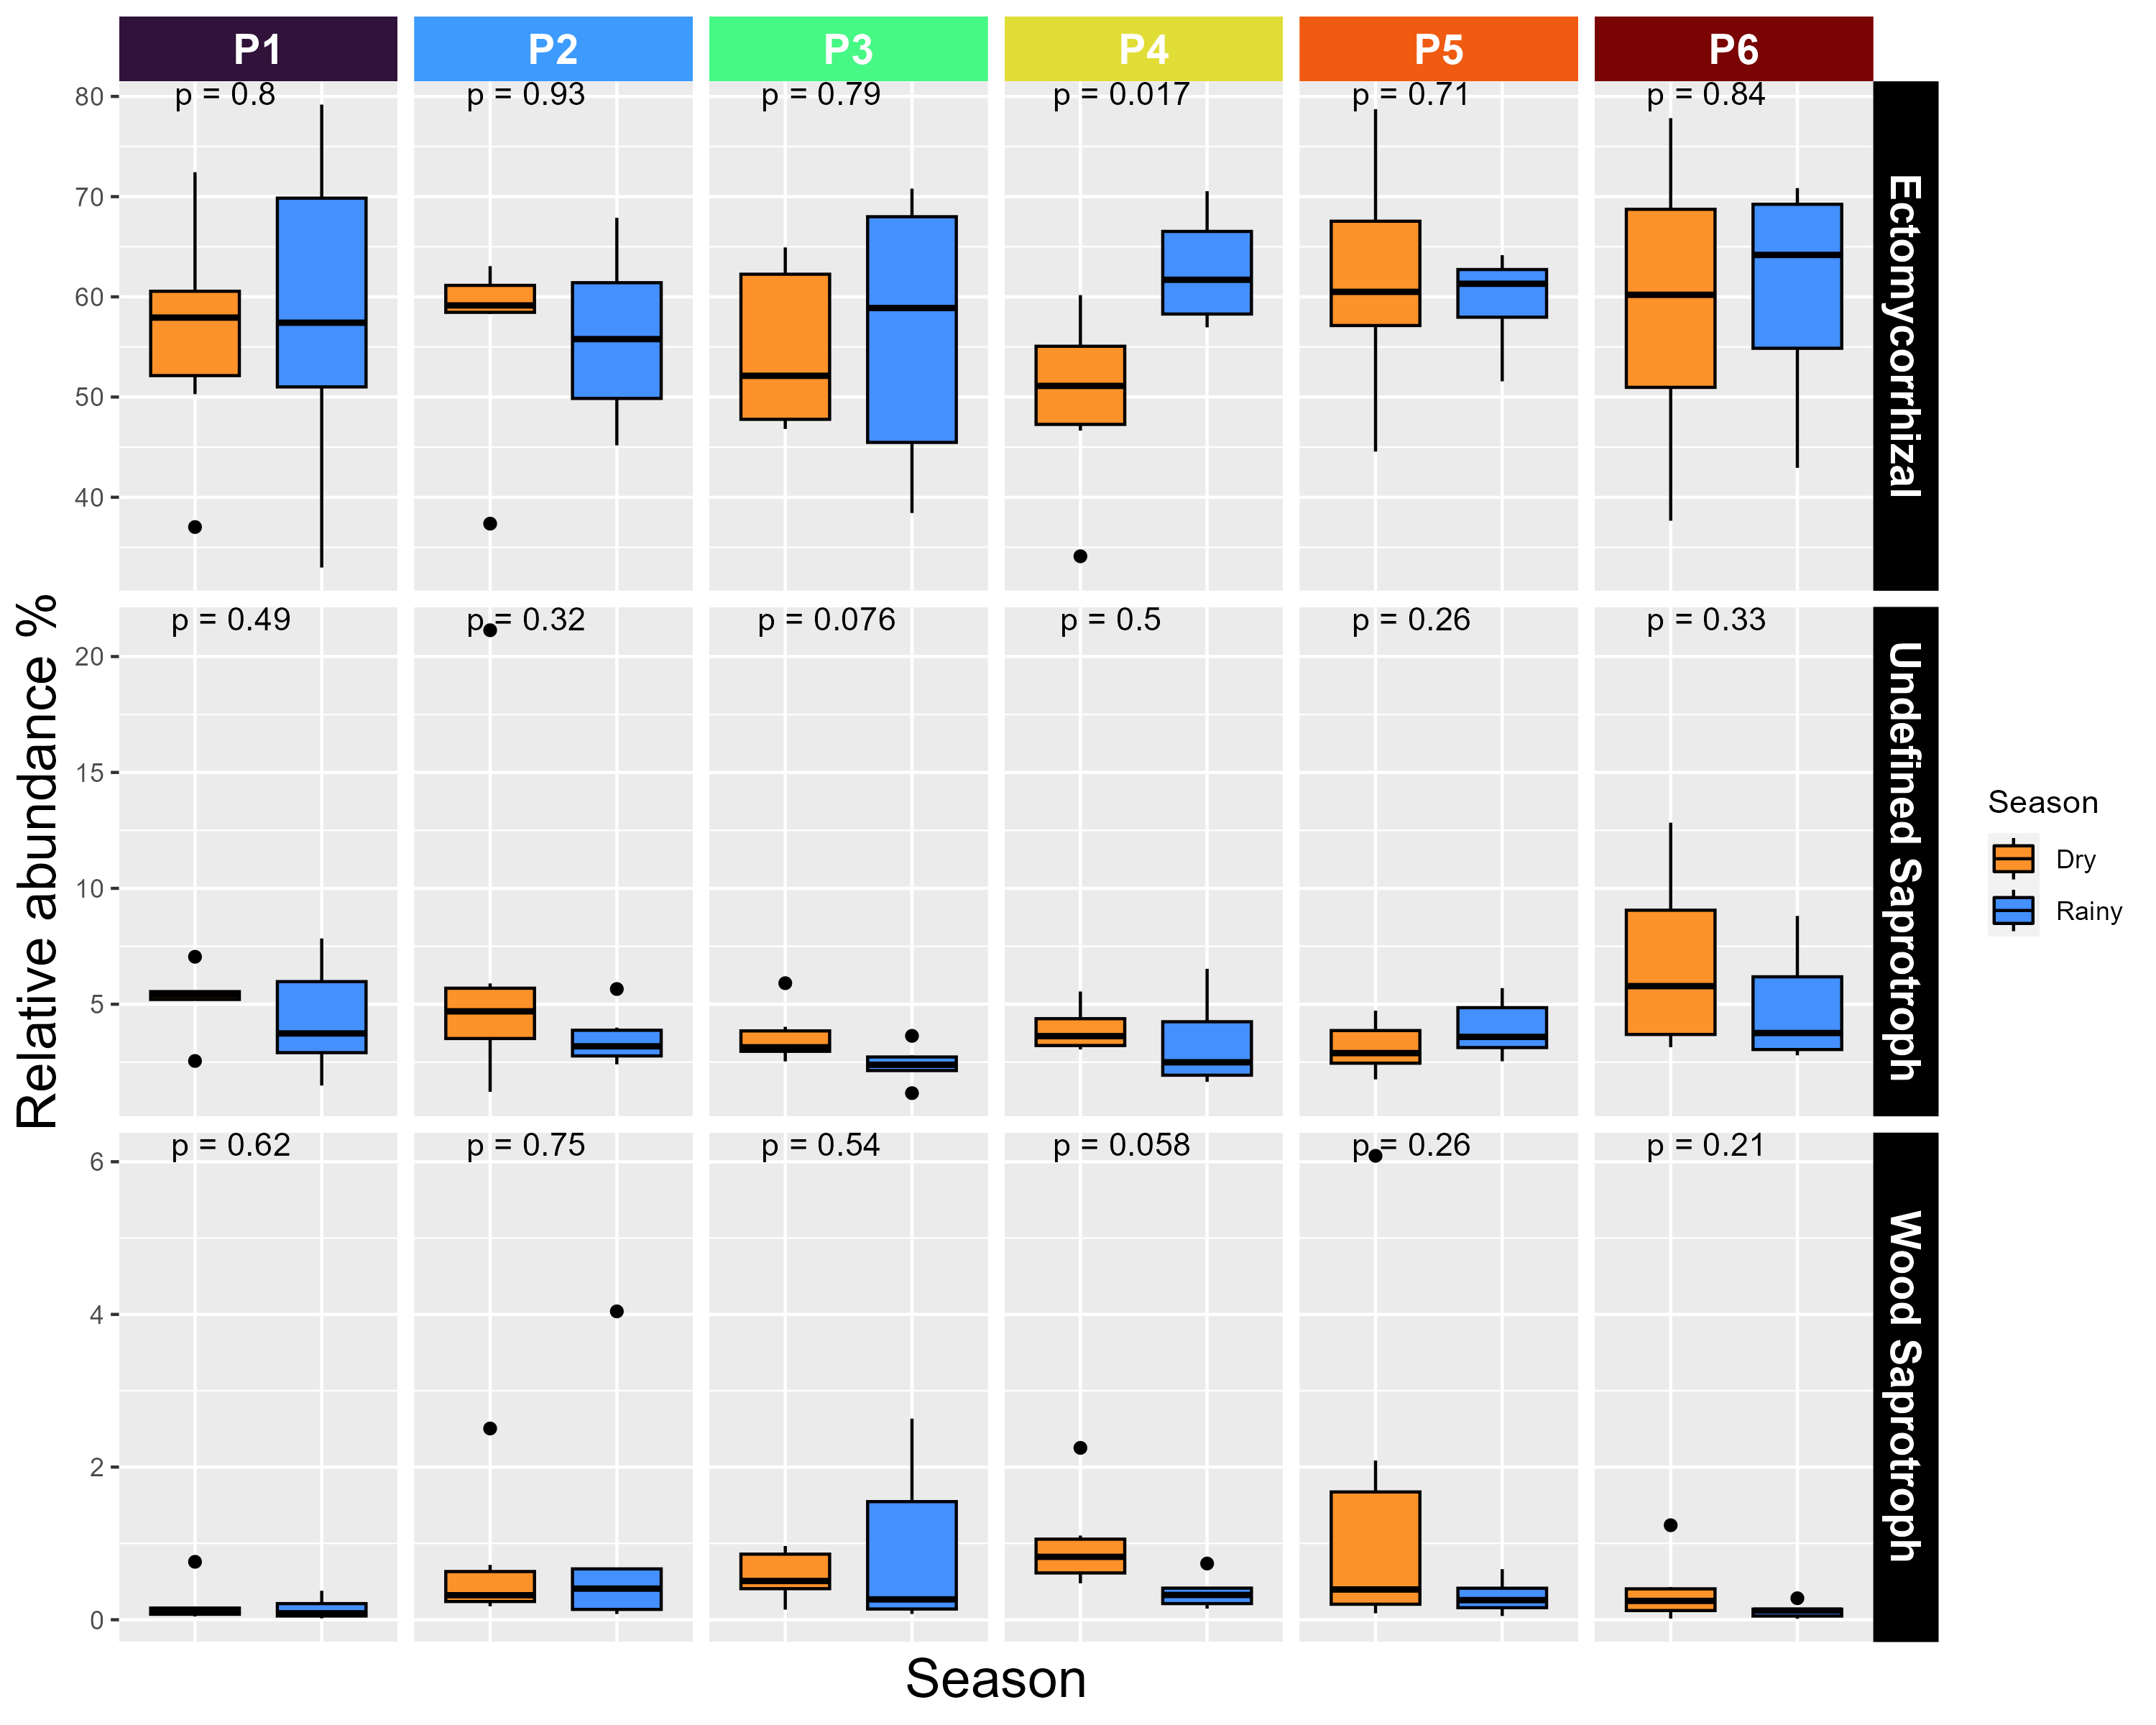 P1 P2 P3 P4 P5 P6
p = 0.8 p = 0.93 p = 0.79 p = 0.017 p = 0.71 p = 0.84
80
70
60
50
40
Ectomycorrhizal
p = 0.49 p = 0.32 p = 0.076 p = 0.5 p = 0.26 p = 0.33
20
15
10
5
Undefined Saprotroph
p = 0.62 p = 0.75 p = 0.54 p = 0.058 p = 0.26 p = 0.21
6
4
2
0
Wood Saprotroph
Relative abundance %
Season
Season
Dry
Rainy